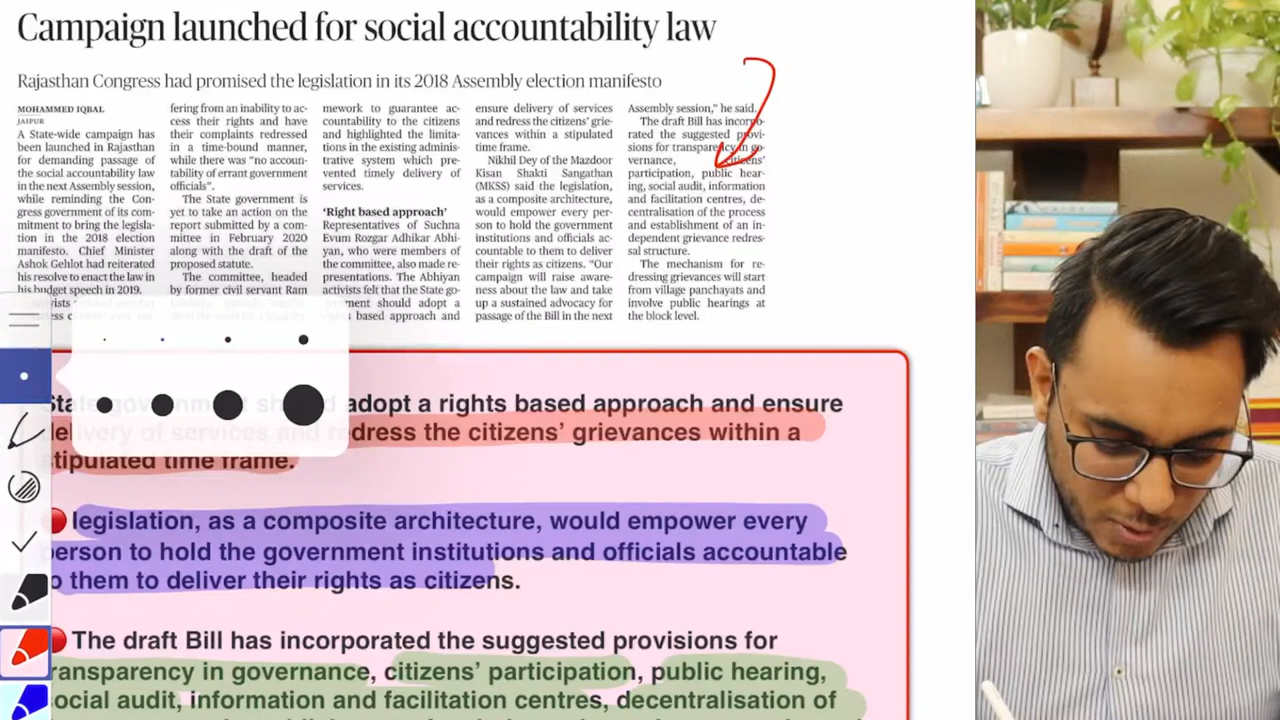 Campaign launched for social accountability law
Rajasthan Congress had promised the legislation in its 2018 Assembly election manifesto
MOHAMMED IQBAL
JAIPUR
A State-wide campaign has
been launched in Rajasthan
for demanding passage of
the social accountability law
in the next Assembly session,
while reminding the Con-
gress government of its com-
mitment to bring the legisla-
tion in the 2018 election
manifesto. Chief Minister
Ashok Gehlot had reiterated
his resolve to enact the law in
his budget speech in 2019.
fering from an inability to ac-
cess their rights and have
their complaints redressed
in a time-bound manner,
while there was “no accoun-
tability of errant government
officials”.
The State government is
yet to take an action on the
report submitted by a com-
mittee in February 2020
along with the draft of the
proposed statute.
The committee, headed
by former civil servant Ram
mework to guarantee ac-
countability to the citizens
and highlighted the limita-
tions in the existing adminis-
trative system which pre-
vented timely delivery of
services.
‘Right based approach’
Representatives of Suchna
Evum Rozgar Adhikar Abhi-
yan, who were members of
the committee, also made re-
presentations. The Abhiyan
activists felt that the State go-
ment should adopt a
based approach and
ensure delivery of services
and redress the citizens’ grie-
vances within a stipulated
time frame.
Nikhil Dey of the Mazdoor
Kisan Shakti Sangathan
(MKSS) said the legislation,
as a composite architecture,
would empower every per-
son to hold the government
institutions and officials ac-
countable to them to deliver
their rights as citizens. “Our
campaign will raise aware-
ness about the law and take
up a sustained advocacy for
passage of the Bill in the next
Assembly session,” he said.
The draft Bill has incorpo-
rated the suggested provi-
sions for transparency in go-
vernance, citizens’
participation, public hear-
ing, social audit, information
and facilitation centres, de-
centralisation of the process
and establishment of an in-
dependent grievance redres-
sal structure.
The mechanism for re-
dressing grievances will start
from village panchayats and
involve public hearings at
the block level.
State government should adopt a rights based approach and ensure
delivery of services and redress the citizens’ grievances within a
stipulated time frame.
legislation, as a composite architecture, would empower every
person to hold the government institutions and officials accountable
to them to deliver their rights as citizens.
The draft Bill has incorporated the suggested provisions for
transparency in governance, citizens’ participation, public hearing,
social audit, information and facilitation centres, decentralisation of